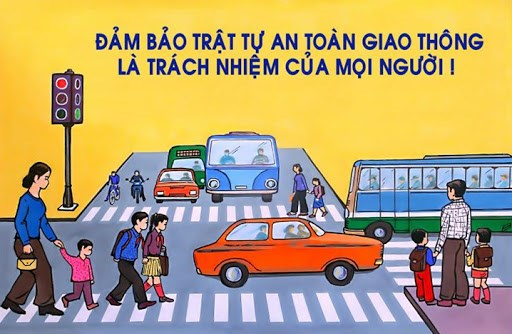 ĐẢM BẢO TRẬT TỰ AN TOÀN GIAO THÔNG
LÀ TRÁCH NHIỆM CỦA MỌI NGƯỜI !